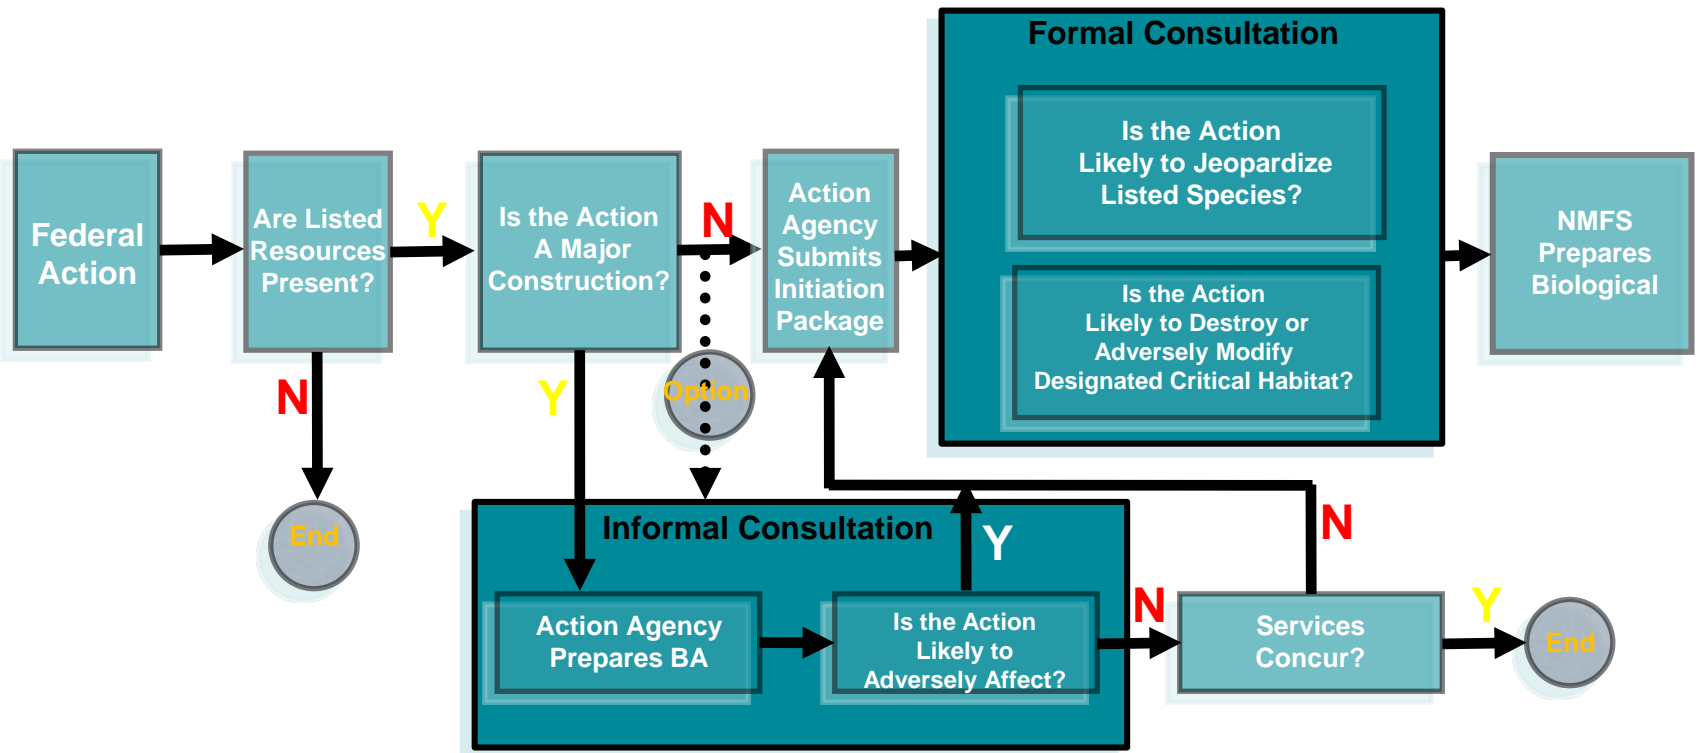 Formal Consultation
Federal
Action
Are Listed
Resources
Present?
Y
N
End
Is the Action
A Major
Construction?
N
Y
Option
Action
Agency
Submits
Initiation
Package
Is the Action
Likely to Jeopardize
Listed Species?
Is the Action
Likely to Destroy or
Adversely Modify
Designated Critical Habitat?
NMFS
Prepares
Biological
Informal Consultation
Action Agency
Prepares BA
Is the Action
Likely to
Adversely Affect?
Y
N
Services
Concur?
N
Y
End